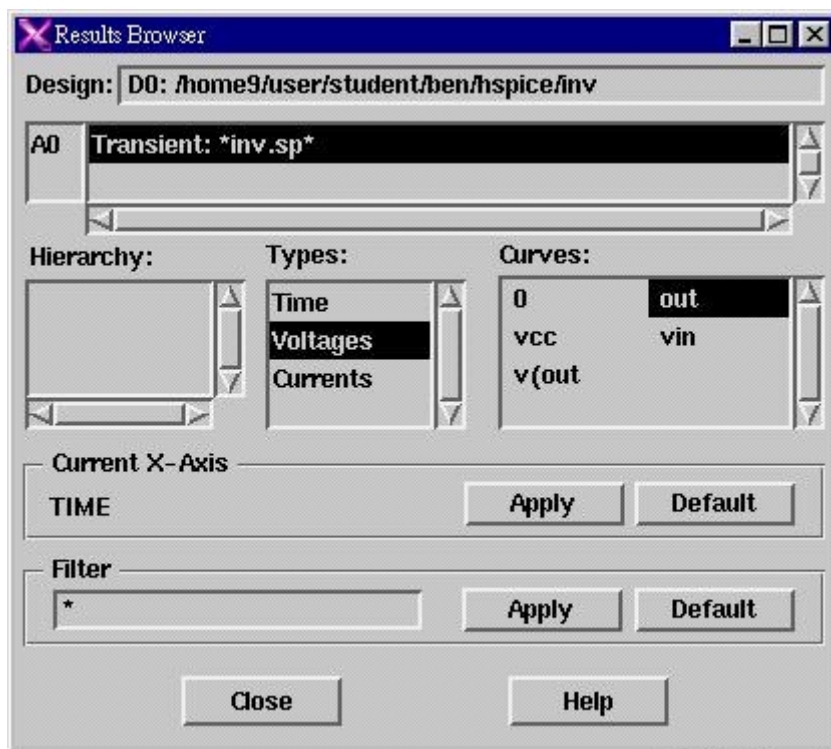 Results Browser
Design: D0: /home9/user/student/ben/hspice/inv
A0 Transient: *inv.sp*
Hierarchy: Types: Curves:
Time 0 out
Voltages vcc vin
Currents v(out
Current X-Axis
TIME Apply Default
Filter
* Apply Default
Close Help